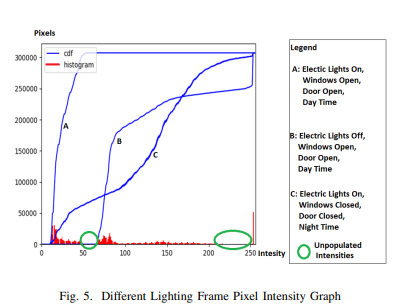 Pixels
cdf
histogram
300000
250000
200000
150000
100000
50000
0
0
50
100
150
200
250
Intesity
A
B
C
Legend
A: Electric Lights On,
Windows Open,
Door Open,
Day Time
B: Electric Lights Off,
Windows Open,
Door Open,
Day Time
C: Electric Lights On,
Windows Closed,
Door Closed,
Night Time
Unpopulated
Intensities
Fig. 5. Different Lighting Frame Pixel Intensity Graph